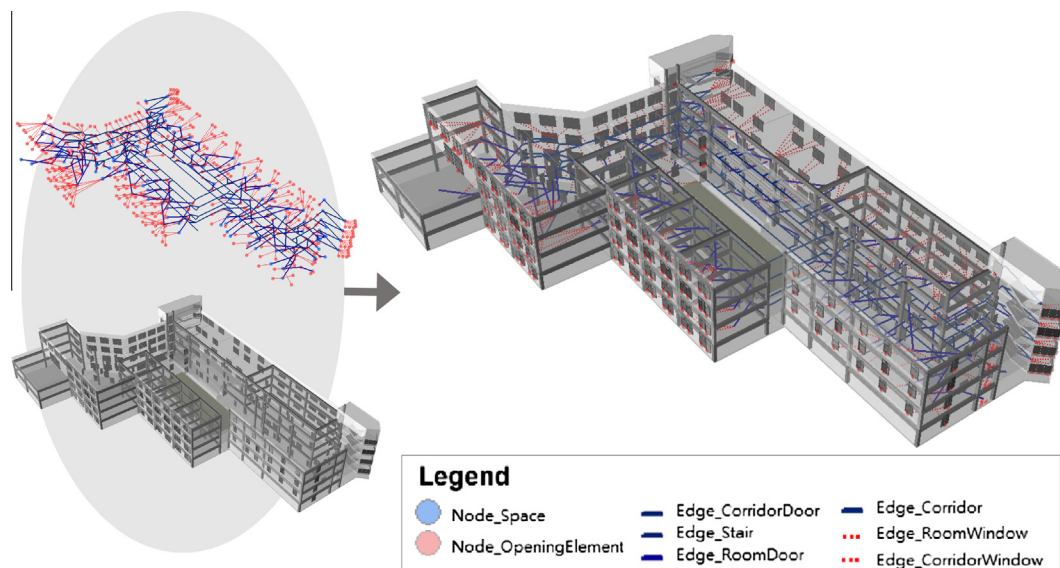 Legend
Node_Space
Node_OpeningElement
Edge_CorridorDoor
Edge_Stair
Edge_RoomDoor
Edge_Corridor
Edge_RoomWindow
Edge_CorridorWindow